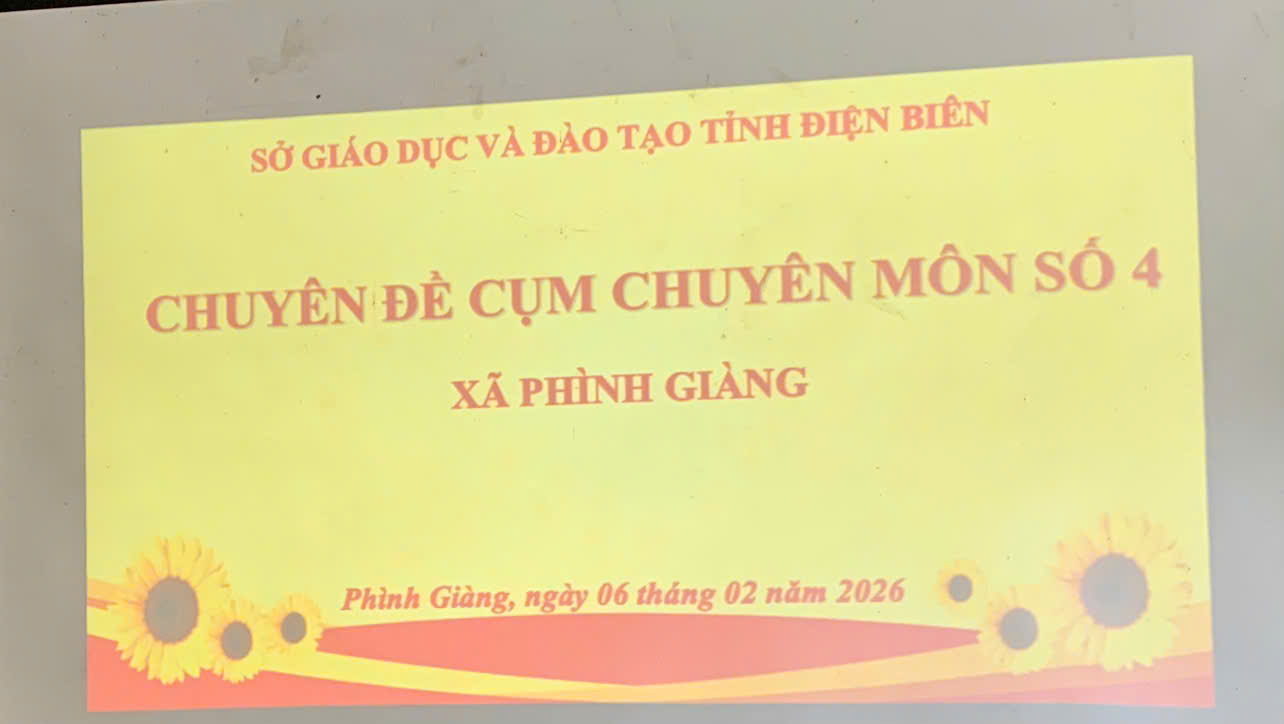 SỞ GIÁO DỤC VÀ ĐÀO TẠO TỈNH ĐIỆN BIÊN
CHUYÊN ĐỀ CỤM CHUYÊN MÔN SỐ 4
XÃ PHÌNH GIÀNG
Phình Giàng, ngày 06 tháng 02 năm 2026